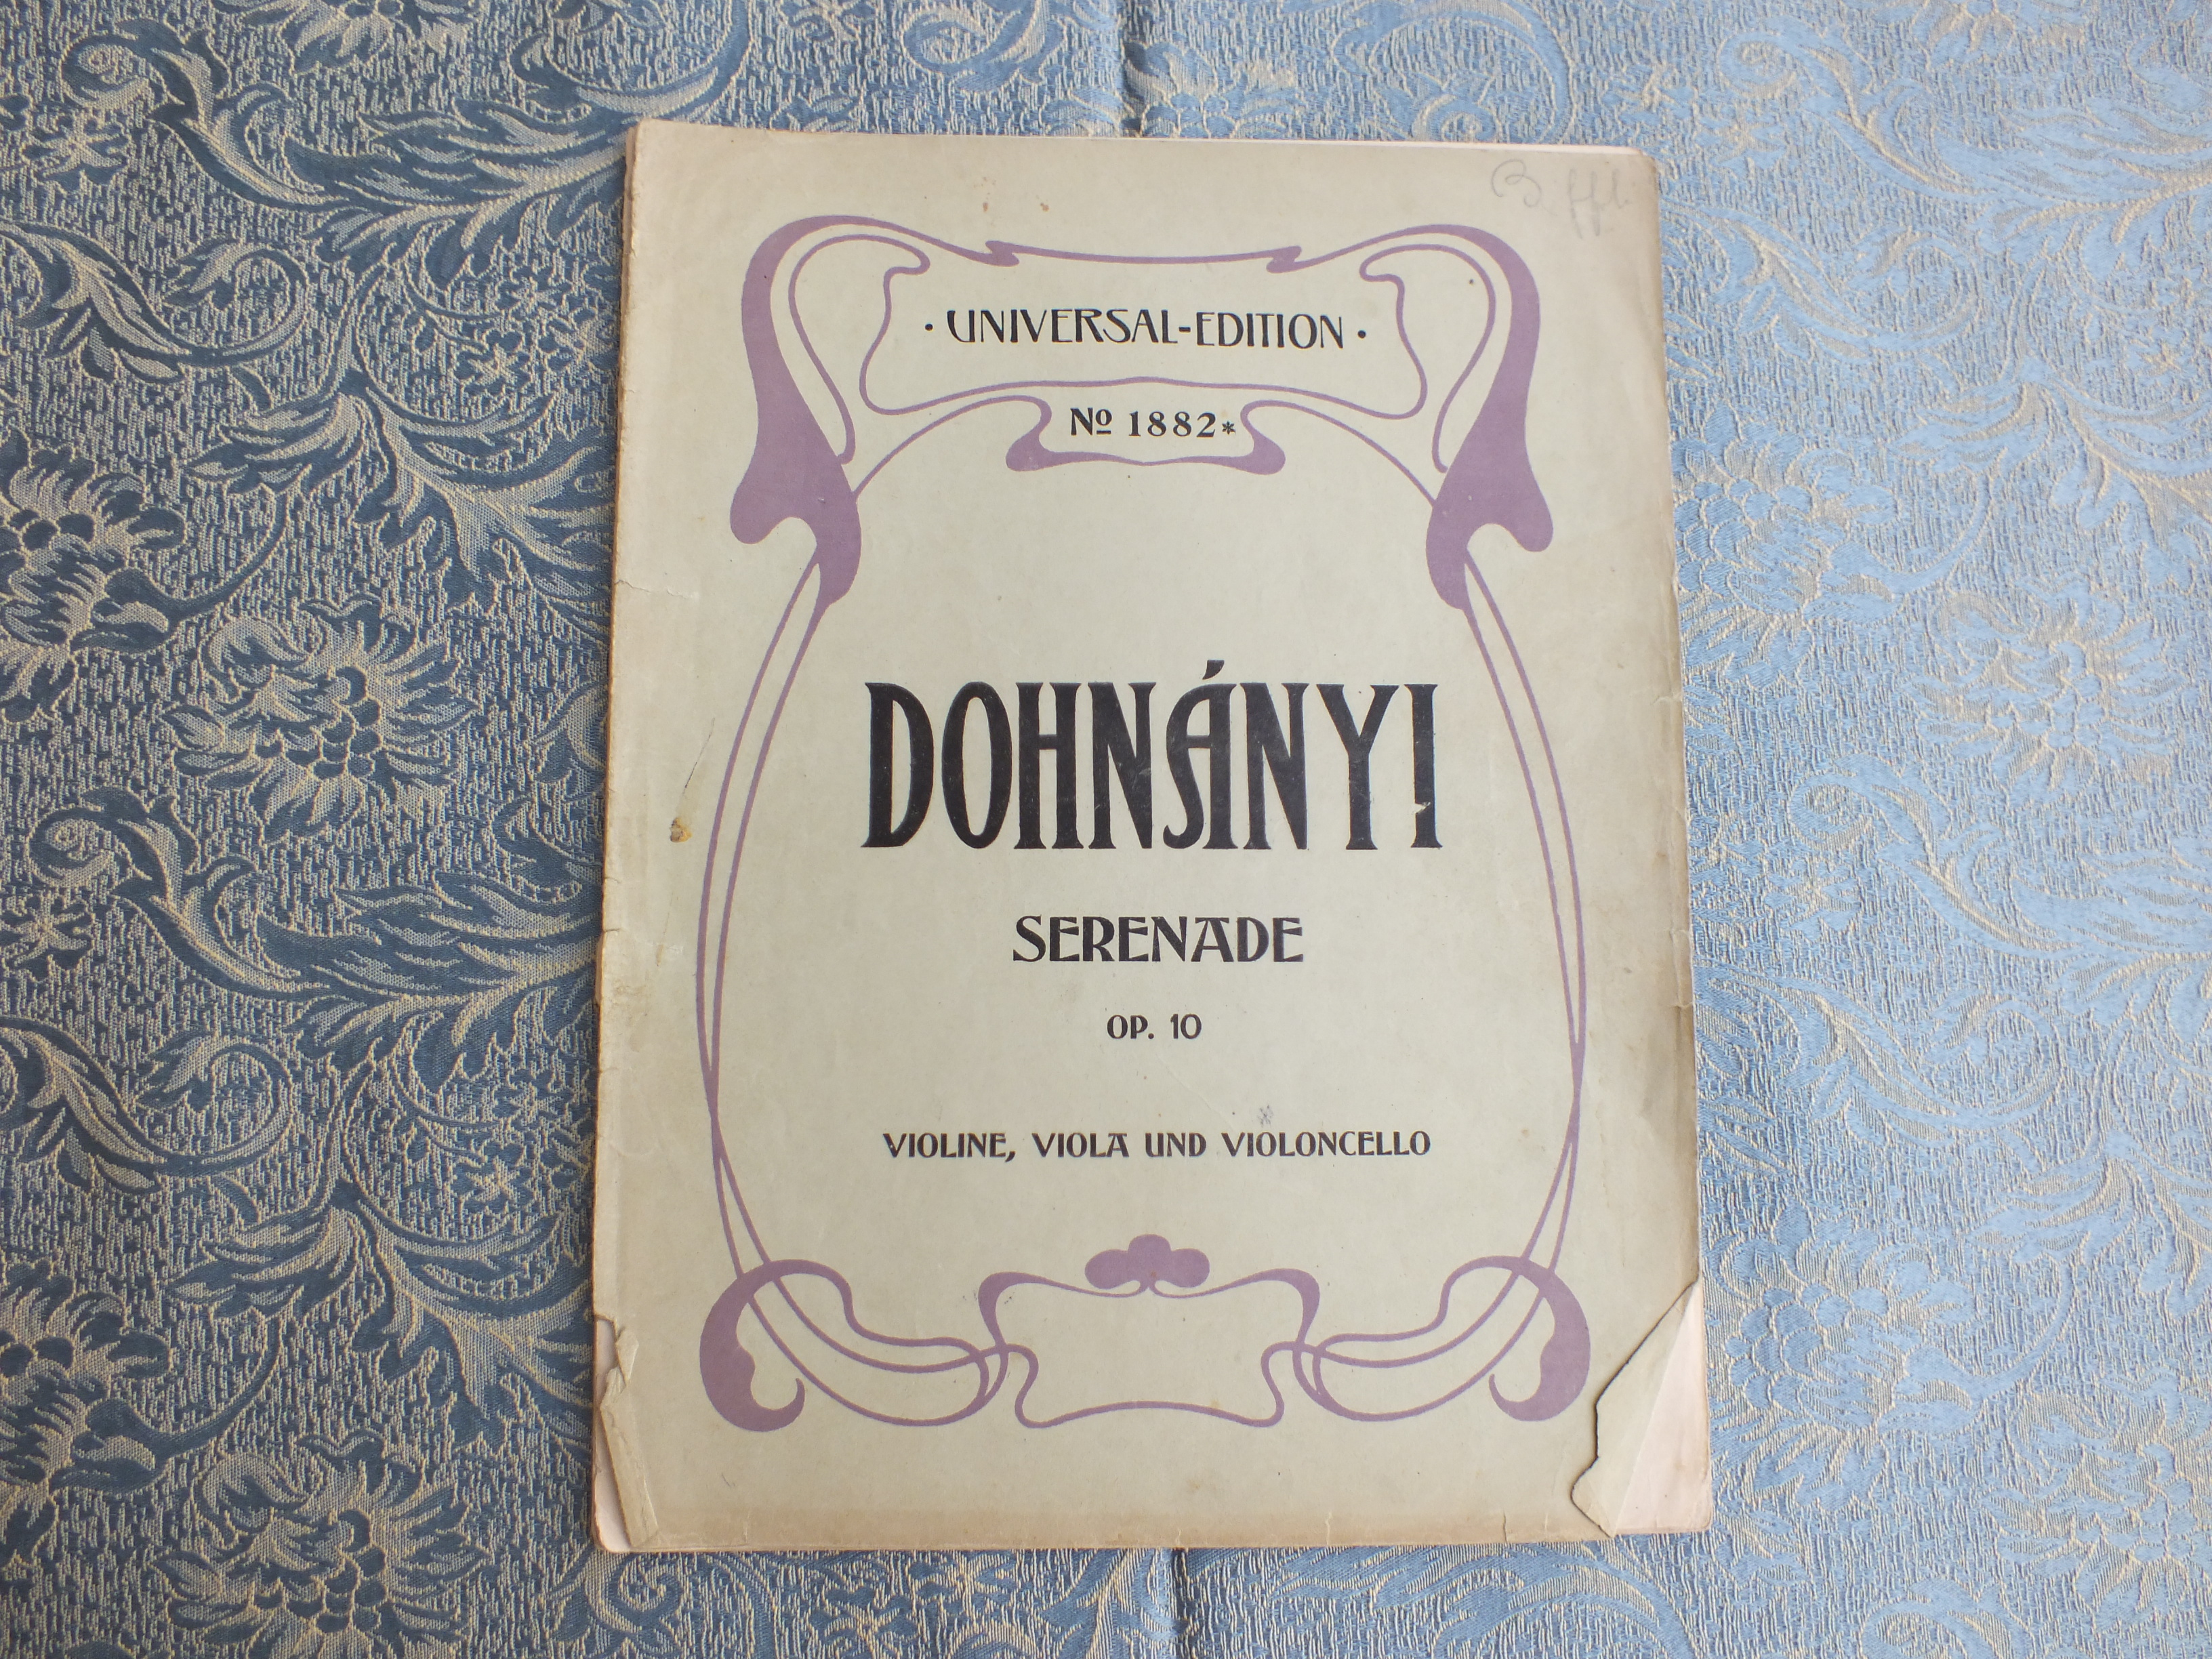 · UNIVERSAL-EDITION ·
Nº 1882*
DOHNÁNYI
SERENADE
OP. 10
VIOLINE, VIOLA UND VIOLONCELLO